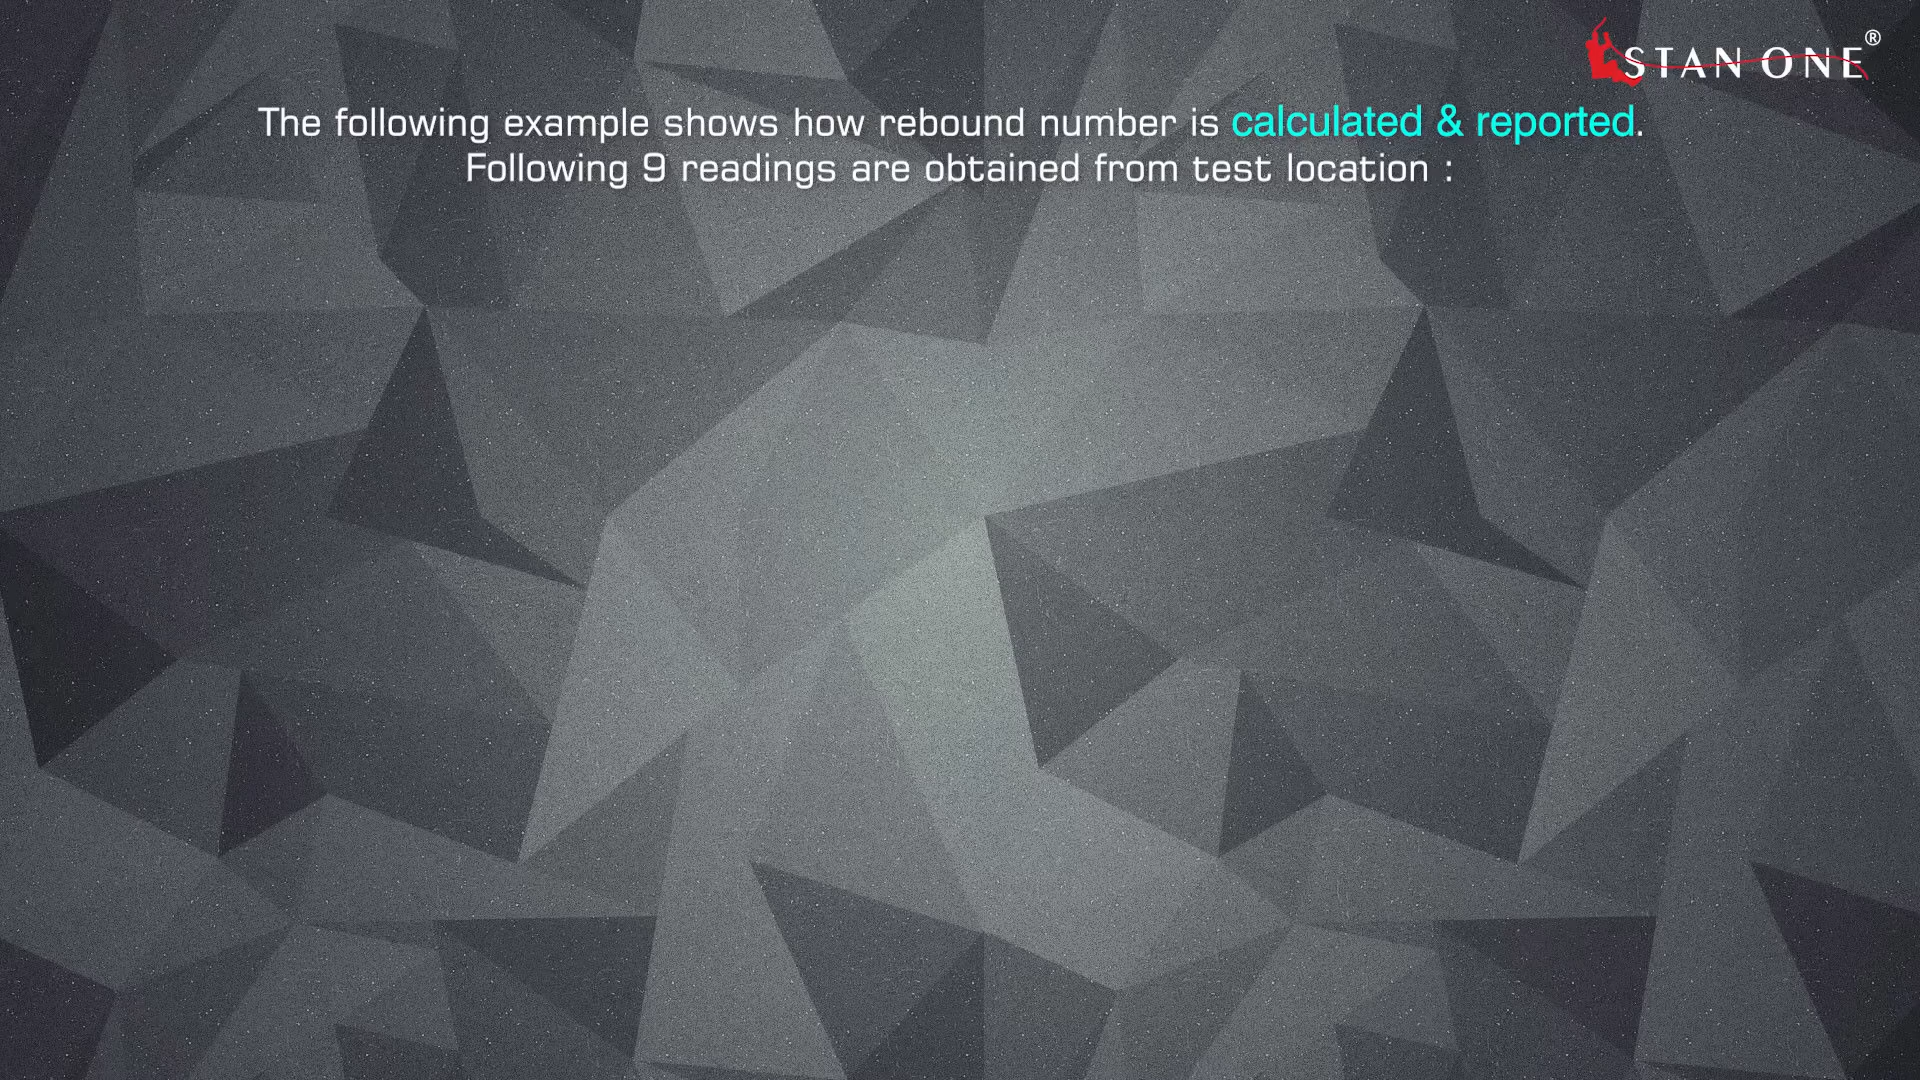 STAN ONE®
The following example shows how rebound number is calculated & reported.
Following 9 readings are obtained from test location :